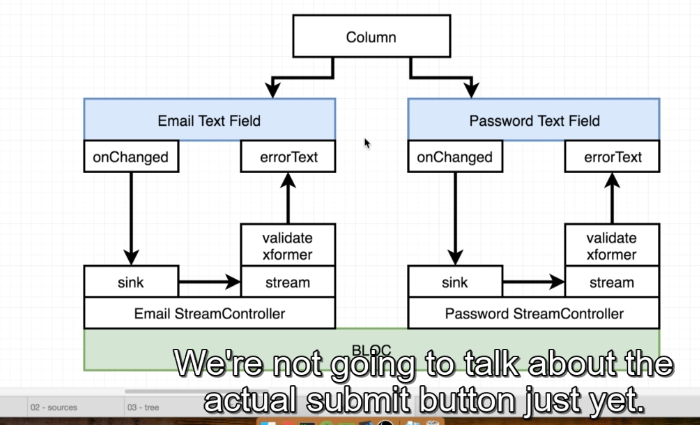 Column
Email Text Field
Password Text Field
onChanged
errorText
onChanged
errorText
validate
xformer
validate
xformer
sink
stream
sink
stream
Email StreamController
Password StreamController
BLOC
We're not going to talk about the
actual submit button just yet.
02 - sources
03 - tree